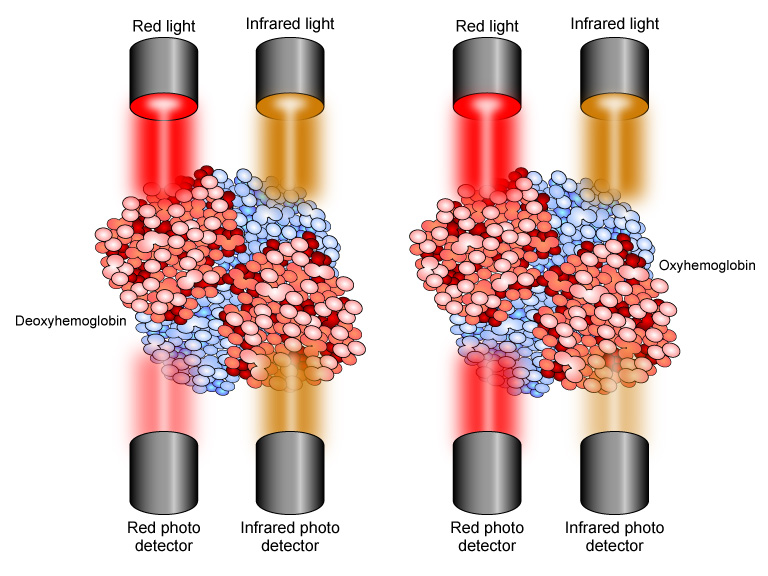 Red light
Infrared light
Red light
Infrared light
Oxyhemoglobin
Deoxyhemoglobin
Red photo
detector
Infrared photo
detector
Red photo
detector
Infrared photo
detector